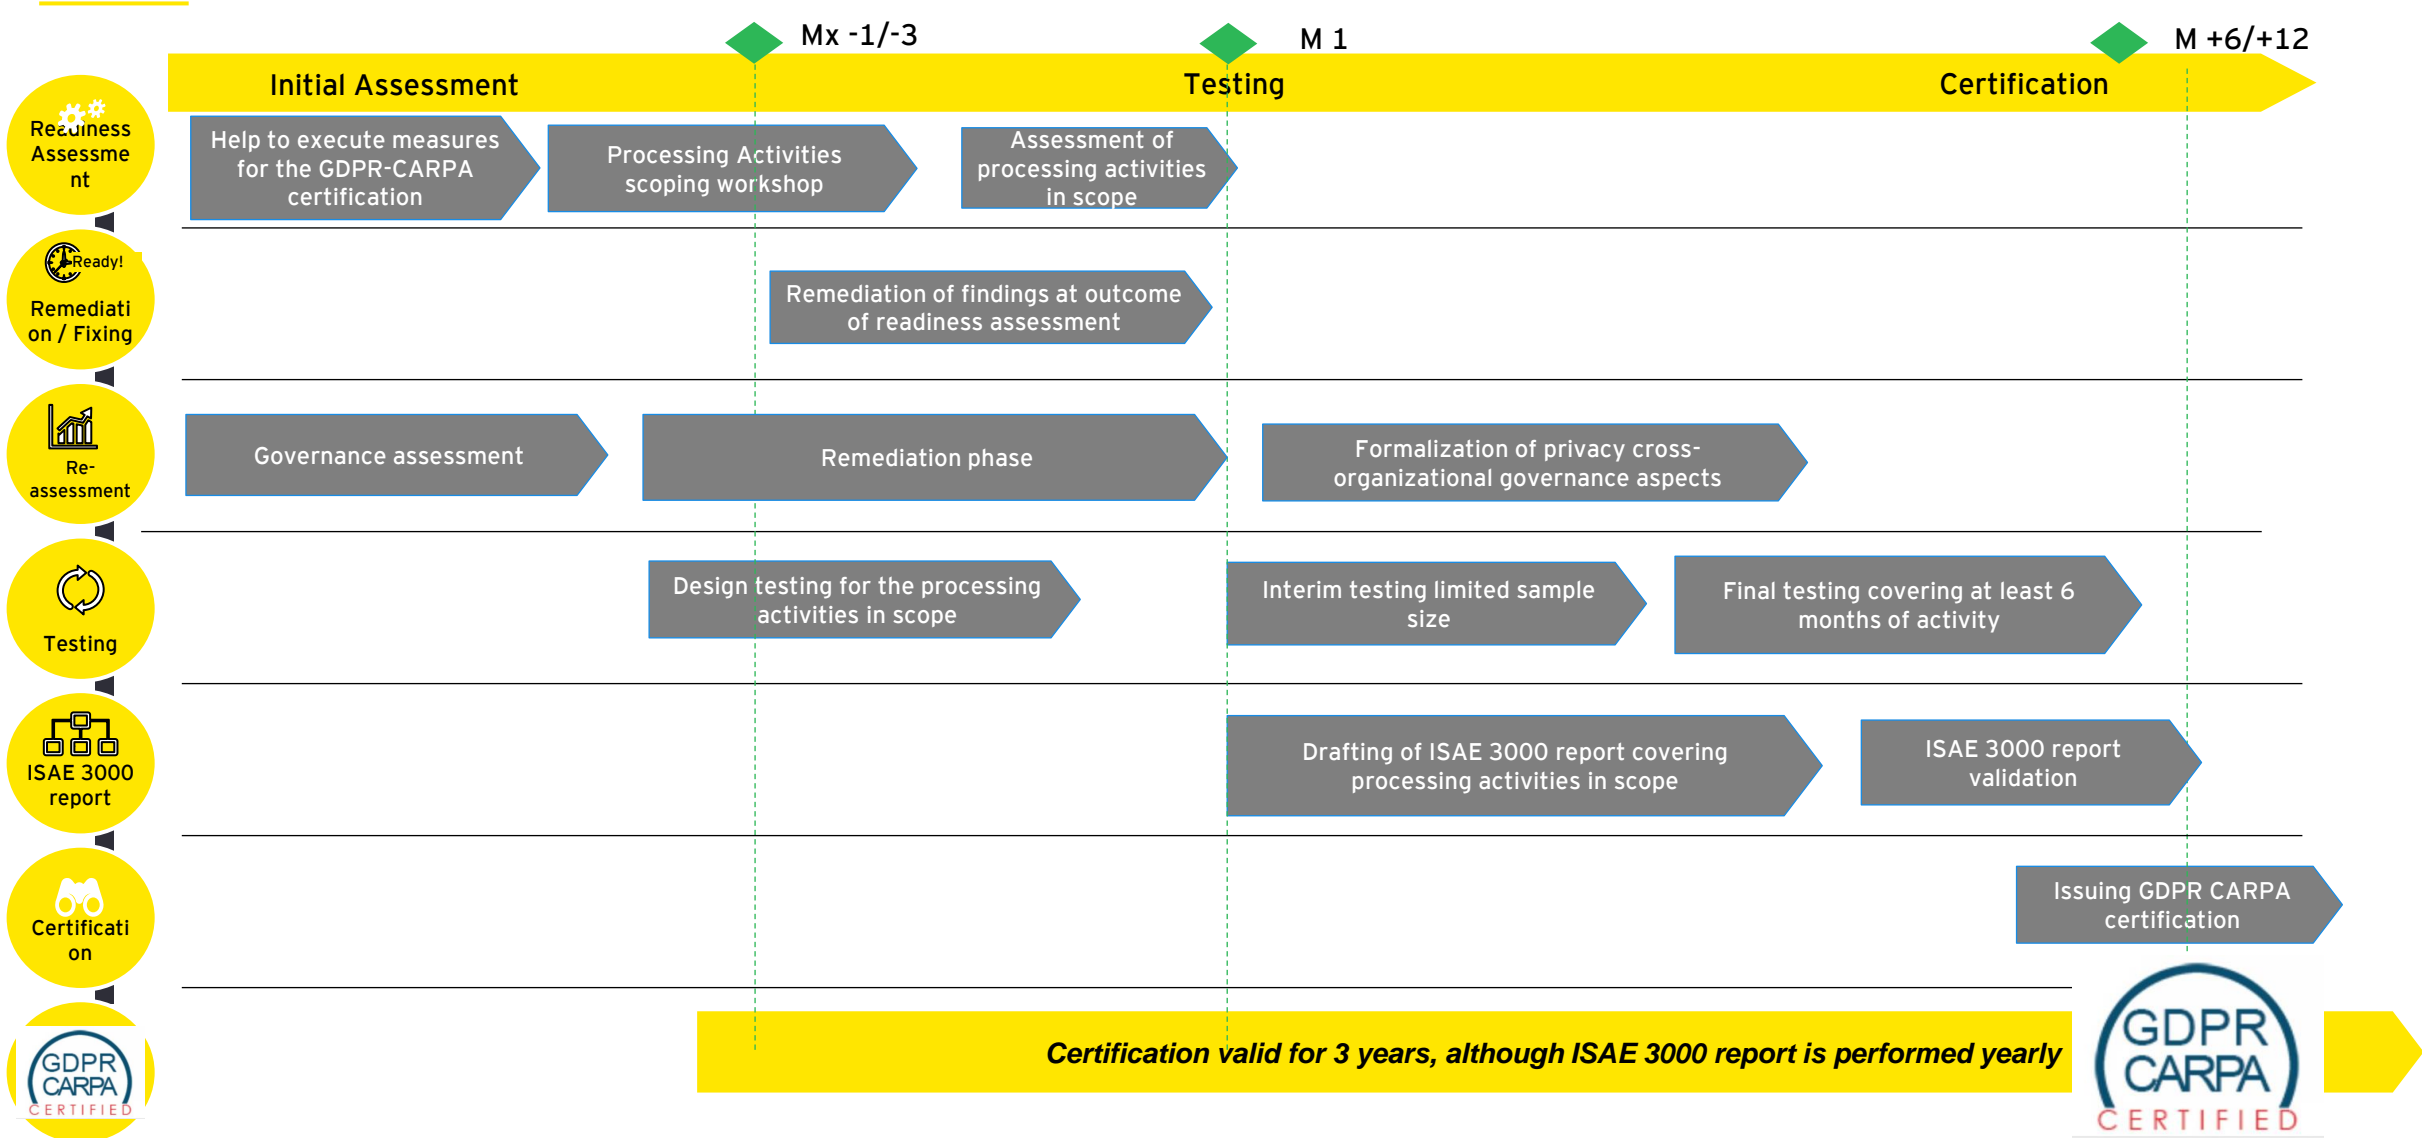 Mx -1/-3
M 1
M +6/+12
Initial Assessment
Testing
Certification
Readiness
Assessme
nt
Help to execute measures
for the GDPR-CARPA
certification
Processing Activities
scoping workshop
Assessment of
processing activities
in scope
Ready!
Remediati
on / Fixing
Remediation of findings at outcome
of readiness assessment
Re-
assessment
Governance assessment
Remediation phase
Formalization of privacy cross-
organizational governance aspects
Testing
Design testing for the processing
activities in scope
Interim testing limited sample
size
Final testing covering at least 6
months of activity
ISAE 3000
report
Drafting of ISAE 3000 report covering
processing activities in scope
ISAE 3000 report
validation
Certificati
on
Issuing GDPR CARPA
certification
GDPR
CARPA
CERTIFIED
Certification valid for 3 years, although ISAE 3000 report is performed yearly
GDPR
CARPA
CERTIFIED